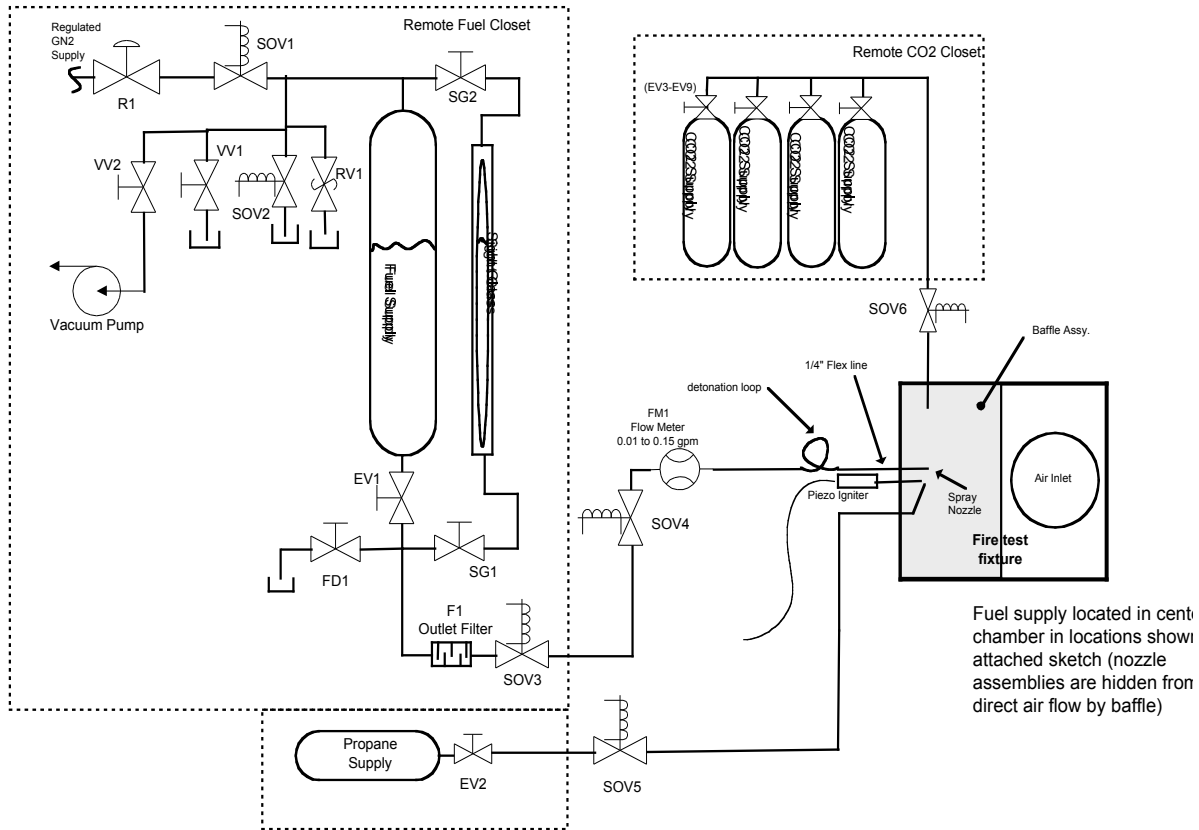 Regulated
GN2
Supply
SOV1
Remote Fuel Closet
R1
SG2
VV2
VV1
SOV2
RV1
Vacuum Pump
Fuel Supply
Sight Glass
EV1
FD1
SG1
F1
Outlet Filter
SOV3
Propane
Supply
EV2
SOV5
Remote CO2 Closet
(EV3-EV9)
CO2 Supply
CO2 Supply
CO2 Supply
CO2 Supply
SOV6
Baffle Assy.
1/4" Flex line
detonation loop
FM1
Flow Meter
0.01 to 0.15 gpm
SOV4
Piezo Igniter
Spray
Nozzle
Air Inlet
Fire test
fixture
Fuel supply located in cente
chamber in locations shown
attached sketch (nozzle
assemblies are hidden from
direct air flow by baffle)